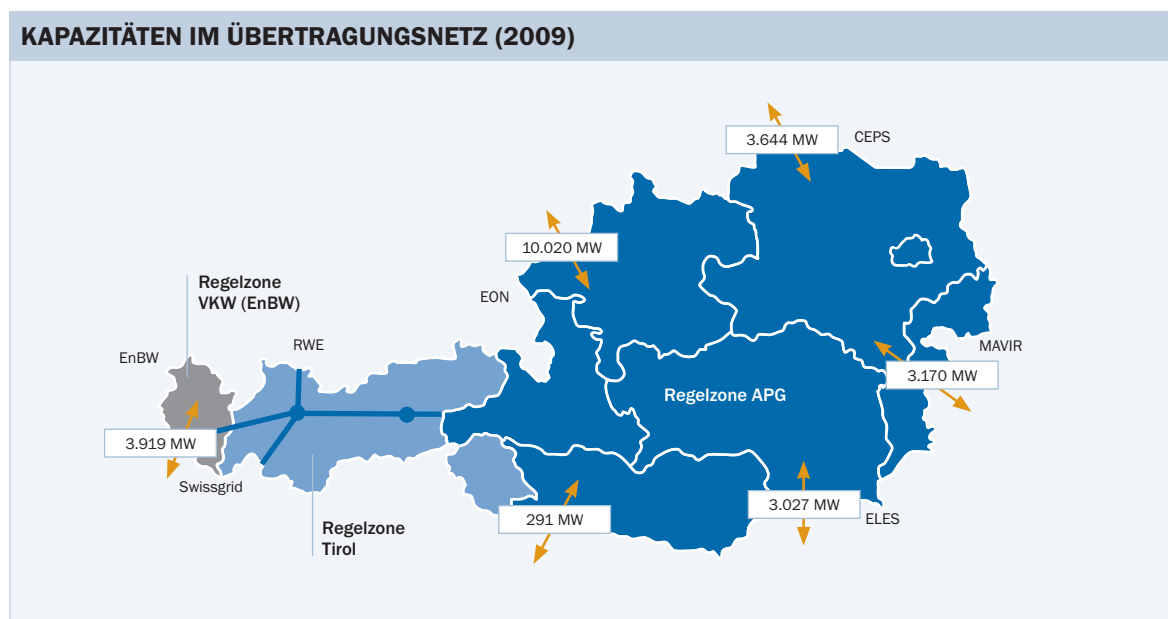 KAPAZITÄTEN IM ÜBERTRAGUNGSNETZ (2009)
3.644 MW
CEPS
10.020 MW
Regelzone
VKW (EnBW)
EON
RWE
EnBW
MAVIR
3.170 MW
Regelzone APG
3.919 MW
Swissgrid
3.027 MW
291 MW
ELES
Regelzone
Tirol